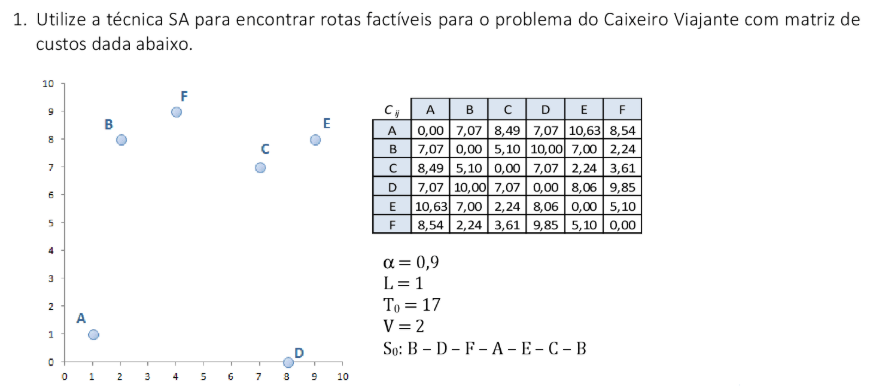 1. Utilize a técnica SA para encontrar rotas factíveis para o problema do Caixeiro Viajante com matriz de
custos dada abaixo.
10
9
8
7
6
5
4
3
2
1
0
0 1 2 3 4 5 6 7 8 9 10
F
B
E
C
A
D
Cij A B C D E F
A 0,00 7,07 8,49 7,07 10,63 8,54
B 7,07 0,00 5,10 10,00 7,00 2,24
C 8,49 5,10 0,00 7,07 2,24 3,61
D 7,07 10,00 7,07 0,00 8,06 9,85
E 10,63 7,00 2,24 8,06 0,00 5,10
F 8,54 2,24 3,61 9,85 5,10 0,00
α = 0,9
L = 1
T₀ = 17
V = 2
S₀: B – D – F – A – E – C – B